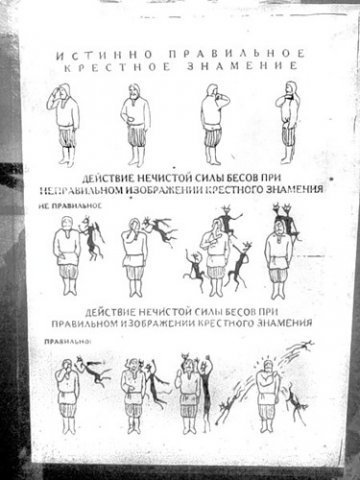 ИСТИННО ПРАВИЛЬНОЕ
КРЕСТНОЕ ЗНАМЕНИЕ
ДЕЙСТВИЕ НЕЧИСТОЙ СИЛЫ БЕСОВ ПРИ
НЕПРАВИЛЬНОМ ИЗОБРАЖЕНИИ КРЕСТНОГО ЗНАМЕНИЯ
НЕ ПРАВИЛЬНОЕ
ДЕЙСТВИЕ НЕЧИСТОЙ СИЛЫ БЕСОВ ПРИ
ПРАВИЛЬНОМ ИЗОБРАЖЕНИИ КРЕСТНОГО ЗНАМЕНИЯ
ПРАВИЛЬНО: